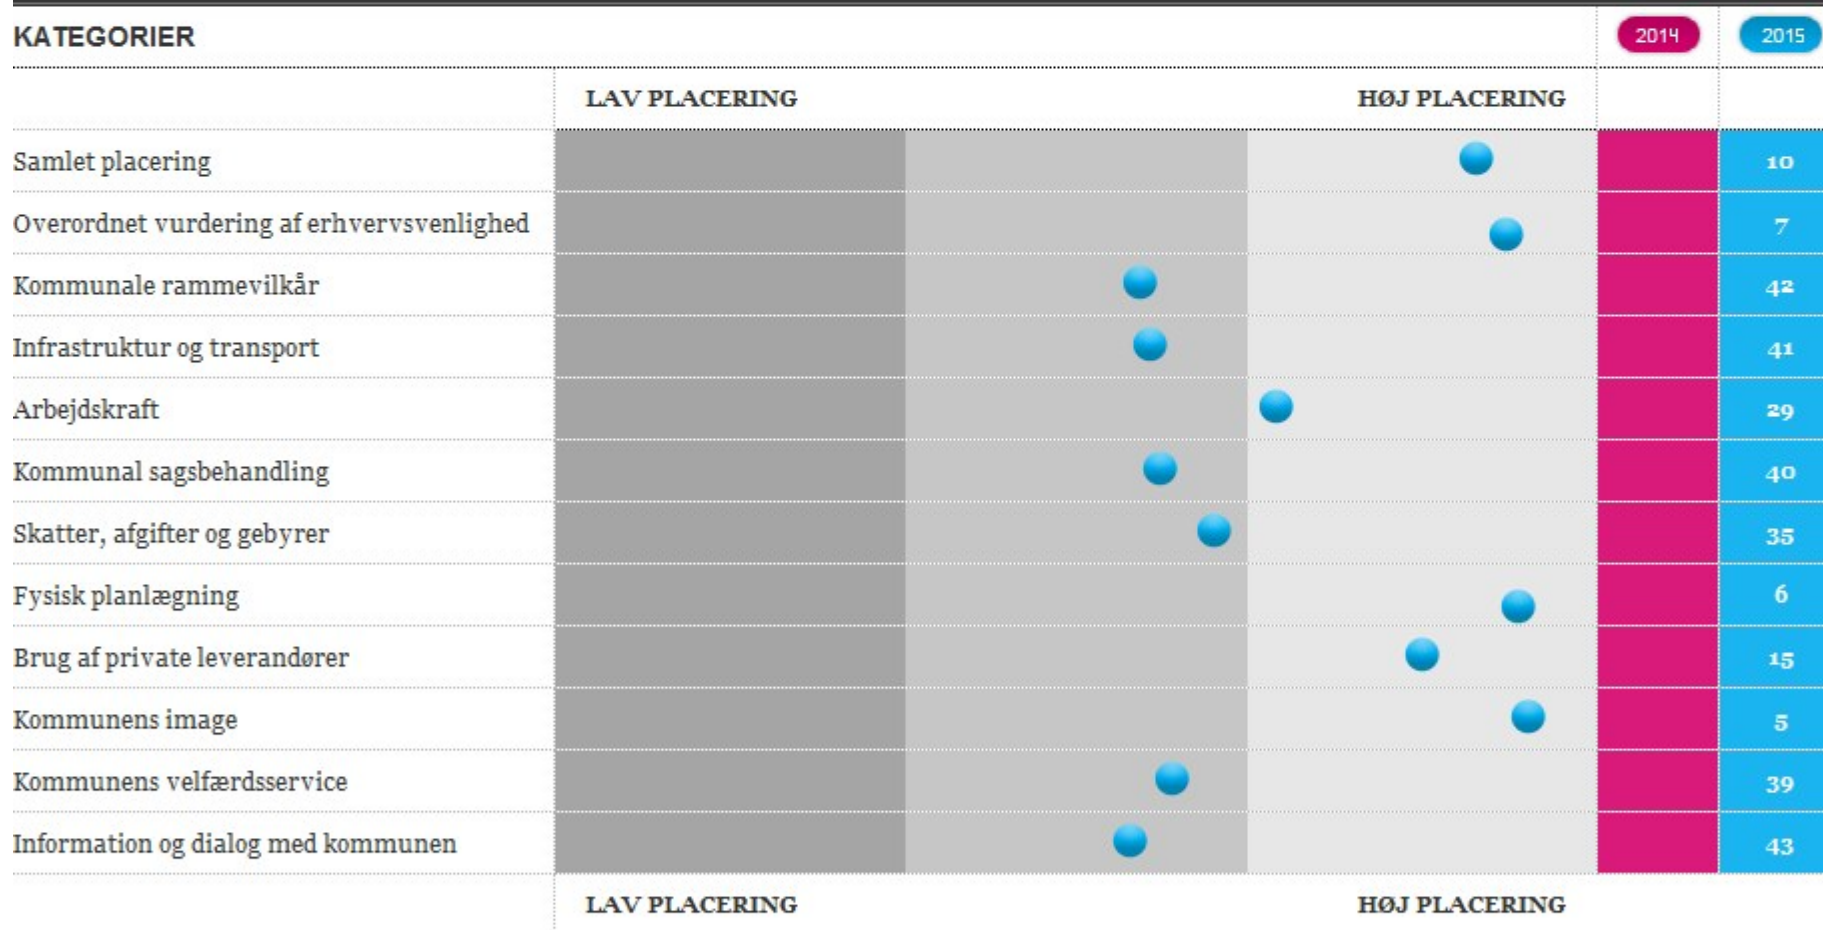 KATEGORIER 2014 2015
LAV PLACERING HØJ PLACERING
Samlet placering 10
Overordnet vurdering af erhvervsvenlighed 7
Kommunale rammevilkår 42
Infrastruktur og transport 41
Arbejdskraft 29
Kommunal sagsbehandling 40
Skatter, afgifter og gebyrer 35
Fysisk planlægning 6
Brug af private leverandører 15
Kommunens image 5
Kommunens velfærdsservice 39
Information og dialog med kommunen 43
LAV PLACERING HØJ PLACERING